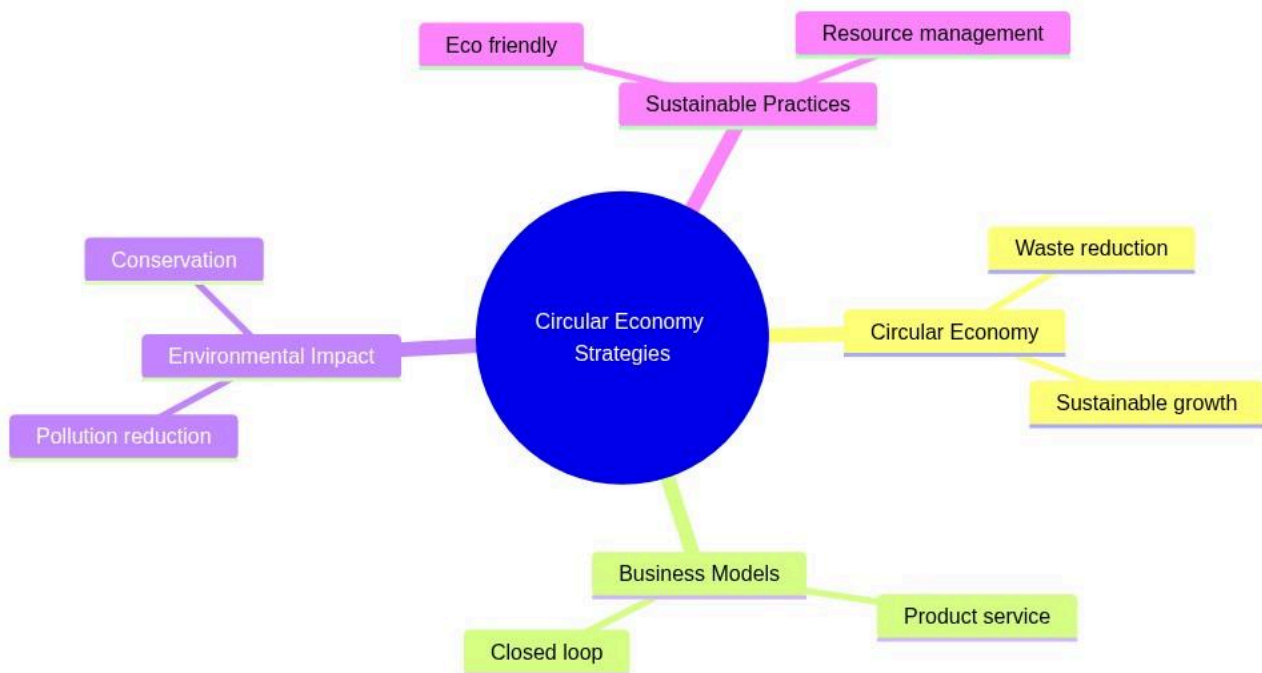 Eco friendly
Resource management
Sustainable Practices
Conservation
Waste reduction
Circular Economy
Strategies
Circular Economy
Environmental Impact
Sustainable growth
Pollution reduction
Business Models
Product service
Closed loop